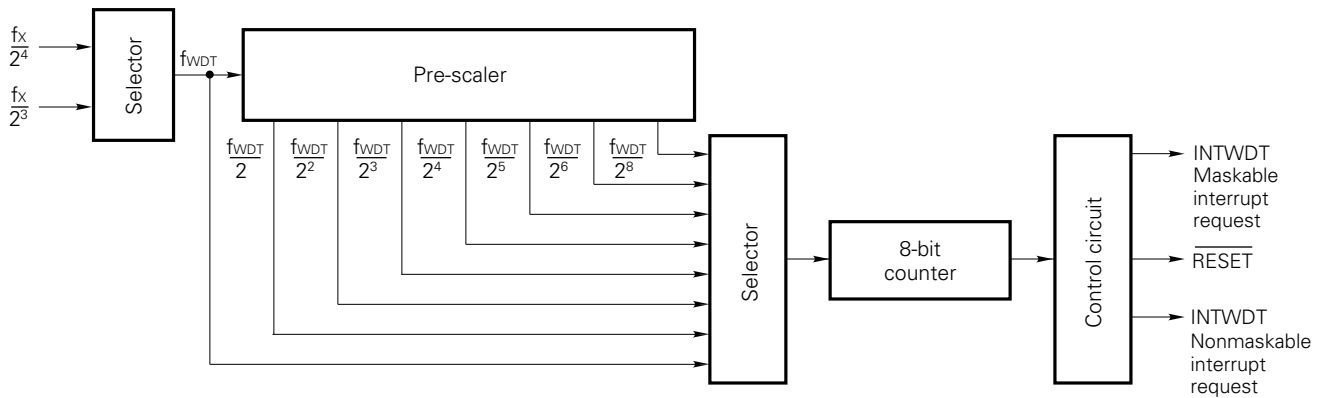 fX
2⁴
fX
2³
Selector
fWDT
Pre-scaler
fWDT
2
fWDT
2²
fWDT
2³
fWDT
2⁴
fWDT
2⁵
fWDT
2⁶
fWDT
2⁸
Selector
8-bit
counter
Control circuit
INTWDT
Maskable
interrupt
request
RESET
INTWDT
Nonmaskable
interrupt
request